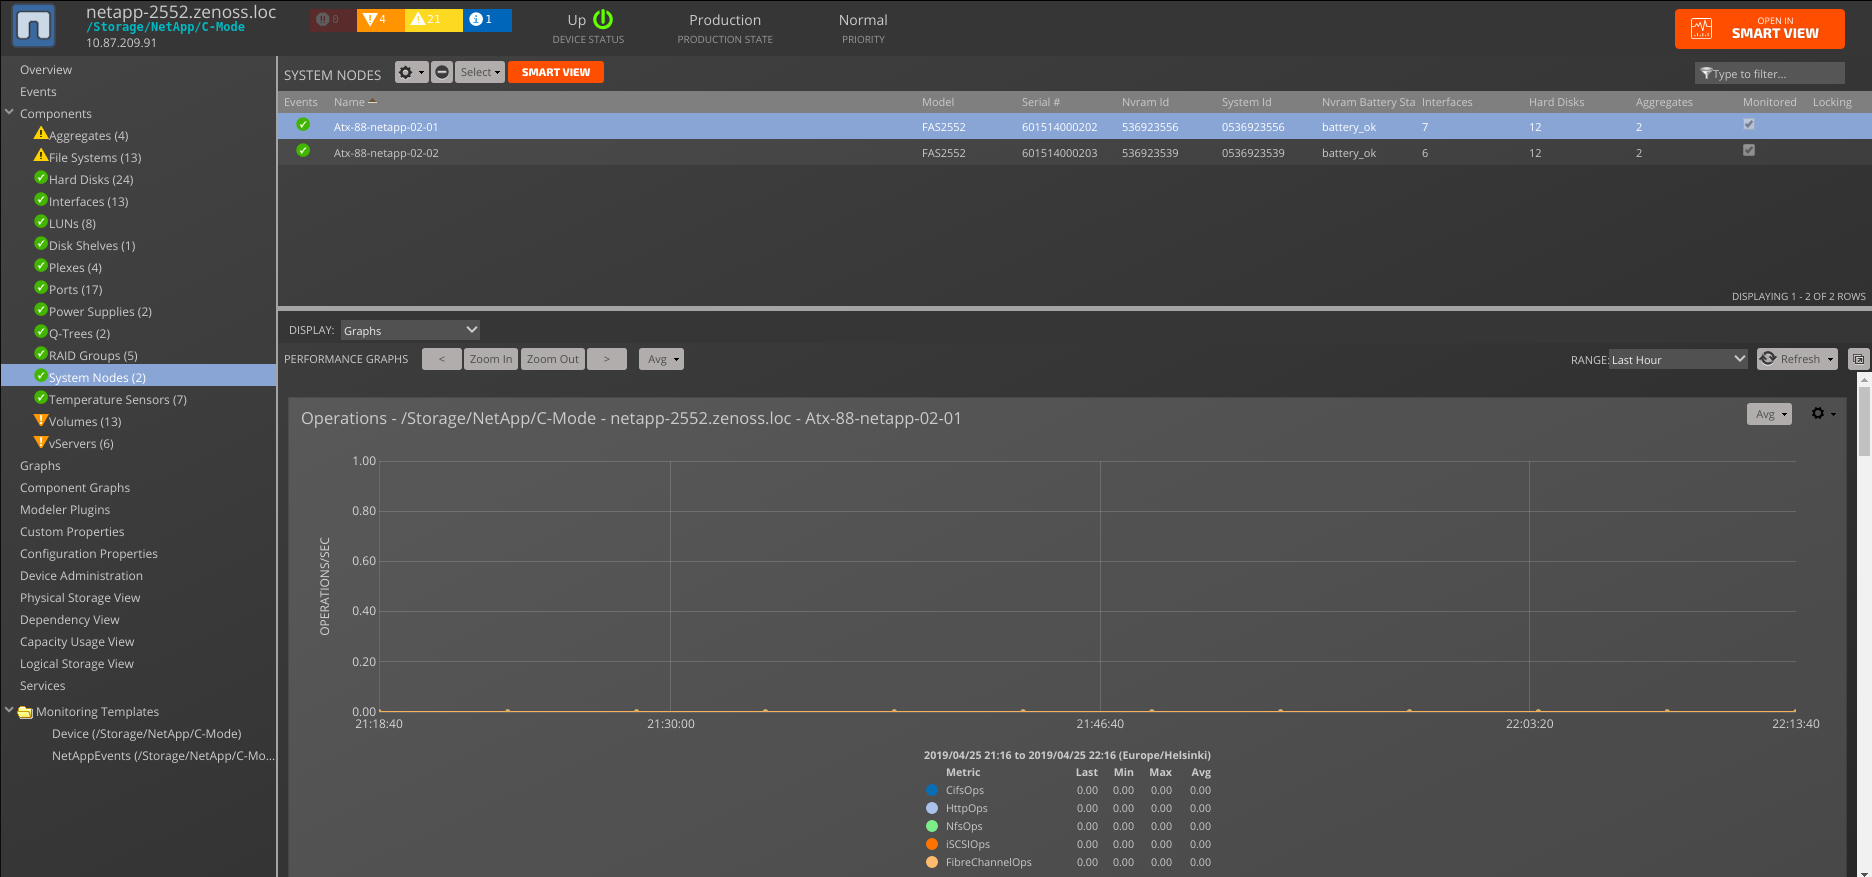 netapp-2552.zenoss.loc
/Storage/NetApp/C-Mode
10.87.209.91
0 4 21 1
Up
DEVICE STATUS
Production
PRODUCTION STATE
Normal
PRIORITY
OPEN IN
SMART VIEW
Overview
Events
Components
Aggregates (4)
File Systems (13)
Hard Disks (24)
Interfaces (13)
LUNs (8)
Disk Shelves (1)
Plexes (4)
Ports (17)
Power Supplies (2)
Q-Trees (2)
RAID Groups (5)
System Nodes (2)
Temperature Sensors (7)
Volumes (13)
vServers (6)
Graphs
Component Graphs
Modeler Plugins
Custom Properties
Configuration Properties
Device Administration
Physical Storage View
Dependency View
Capacity Usage View
Logical Storage View
Services
Monitoring Templates
Device (/Storage/NetApp/C-Mode)
NetAppEvents (/Storage/NetApp/C-Mo...
SYSTEM NODES Select SMART VIEW Type to filter...
Events Name Model Serial # Nvram Id System Id Nvram Battery Sta Interfaces Hard Disks Aggregates Monitored Locking
Atx-88-netapp-02-01 FAS2552 601514000202 536923556 0536923556 battery_ok 7 12 2
Atx-88-netapp-02-02 FAS2552 601514000203 536923539 0536923539 battery_ok 6 12 2
DISPLAYING 1 - 2 OF 2 ROWS
DISPLAY: Graphs
PERFORMANCE GRAPHS < Zoom In Zoom Out > Avg RANGE: Last Hour Refresh
Operations - /Storage/NetApp/C-Mode - netapp-2552.zenoss.loc - Atx-88-netapp-02-01 Avg
OPERATIONS/SEC
1.00
0.80
0.60
0.40
0.20
0.00
21:18:40 21:30:00 21:46:40 22:03:20 22:13:40
2019/04/25 21:16 to 2019/04/25 22:16 (Europe/Helsinki)
Metric Last Min Max Avg
CifsOps 0.00 0.00 0.00 0.00
HttpOps 0.00 0.00 0.00 0.00
NfsOps 0.00 0.00 0.00 0.00
iSCSIOps 0.00 0.00 0.00 0.00
FibreChannelOps 0.00 0.00 0.00 0.00